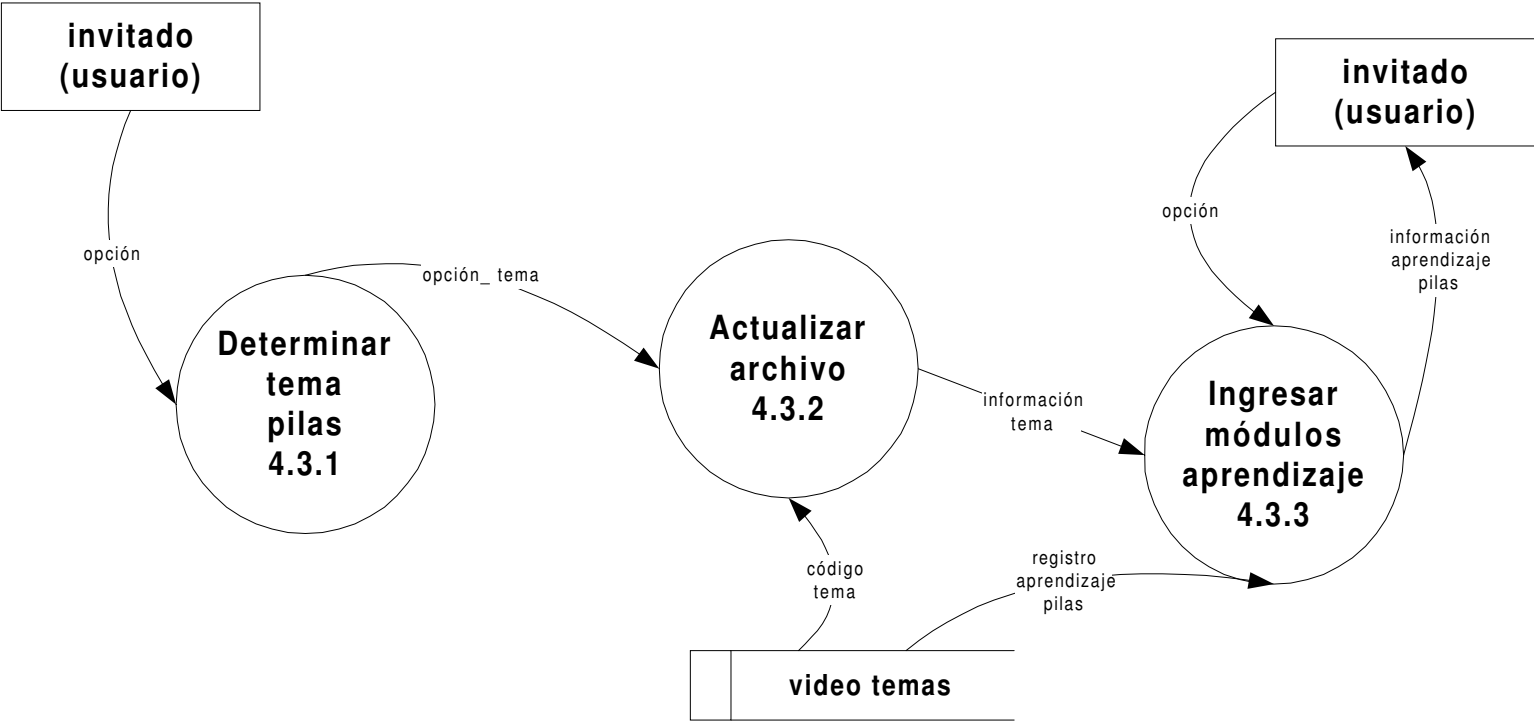 invitado
(usuario)
invitado
(usuario)
opción
opción
información
aprendizaje
pilas
opción_ tema
Determinar
tema
pilas
4.3.1
Actualizar
archivo
4.3.2
información
tema
Ingresar
módulos
aprendizaje
4.3.3
código
tema
registro
aprendizaje
pilas
video temas